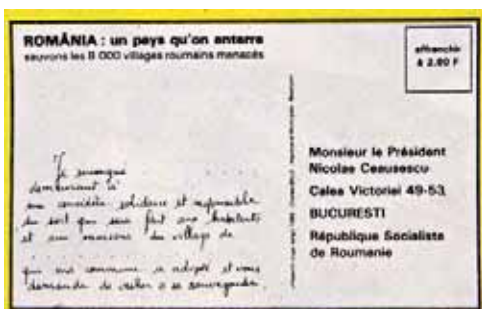 ROMÂNIA : un pays qu'on enterre
sauvons les 8 000 villages roumains menacés
affranchir
à 2.80 F
Je soussigné
demeurant à
me considère solidaire et responsable
du sort qui sera fait aux habitants
et aux maisons du village de
que ma commune a adopté et vous
demande de veiller à sa sauvegarde.
Monsieur le Président
Nicolae Ceausescu
Calea Victoriei 49-53,
BUCURESTI
République Socialiste
de Roumanie